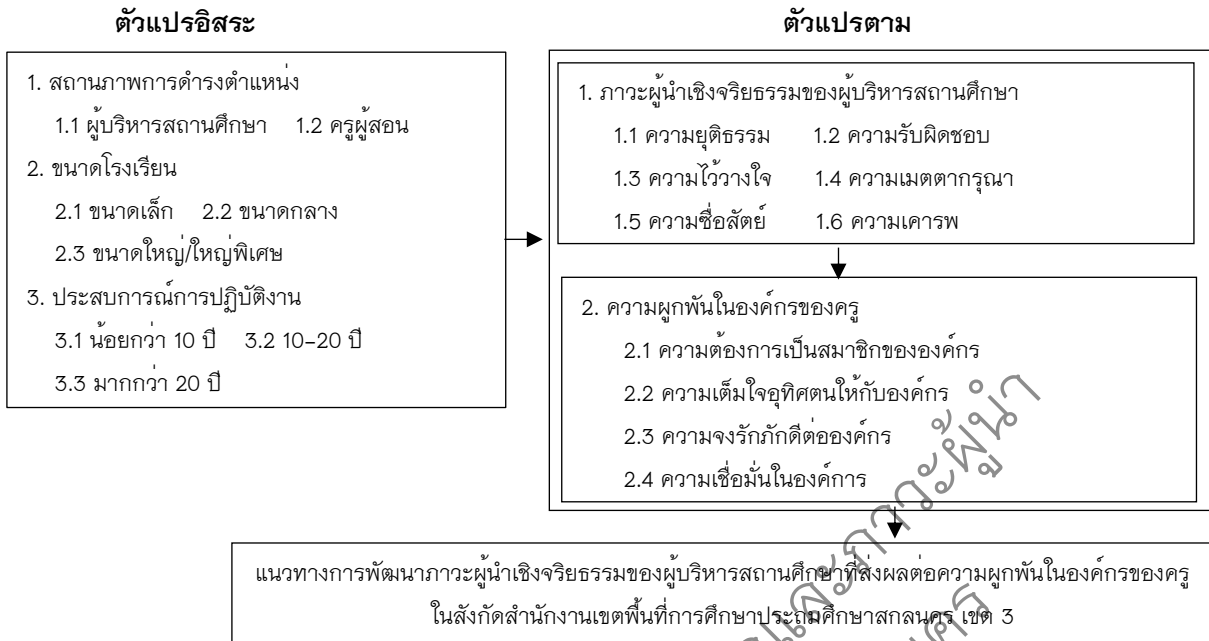 ตัวแปรอิสระ
1. สถานภาพการดำรงตำแหน่ง
1.1 ผู้บริหารสถานศึกษา 1.2 ครูผู้สอน
2. ขนาดโรงเรียน
2.1 ขนาดเล็ก 2.2 ขนาดกลาง
2.3 ขนาดใหญ่/ใหญ่พิเศษ
3. ประสบการณ์การปฏิบัติงาน
3.1 น้อยกว่า 10 ปี 3.2 10–20 ปี
3.3 มากกว่า 20 ปี
ตัวแปรตาม
1. ภาวะผู้นำเชิงจริยธรรมของผู้บริหารสถานศึกษา
1.1 ความยุติธรรม 1.2 ความรับผิดชอบ
1.3 ความไว้วางใจ 1.4 ความเมตตากรุณา
1.5 ความซื่อสัตย์ 1.6 ความเคารพ
2. ความผูกพันในองค์กรของครู
2.1 ความต้องการเป็นสมาชิกขององค์กร
2.2 ความเต็มใจอุทิศตนให้กับองค์กร
2.3 ความจงรักภักดีต่อองค์กร
2.4 ความเชื่อมั่นในองค์การ
แนวทางการพัฒนาภาวะผู้นำเชิงจริยธรรมของผู้บริหารสถานศึกษาที่ส่งผลต่อความผูกพันในองค์กรของครู
ในสังกัดสำนักงานเขตพื้นที่การศึกษาประถมศึกษาสกลนคร เขต 3
และภาวะผู้นำ